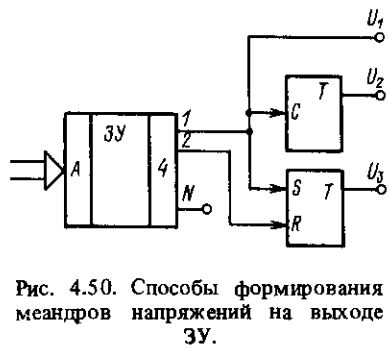 U₁
U₂
U₃
T
C
S T
R
A ЗУ 4
1
2
N
Рис. 4.50. Способы формирования
меандров напряжений на выходе
ЗУ.